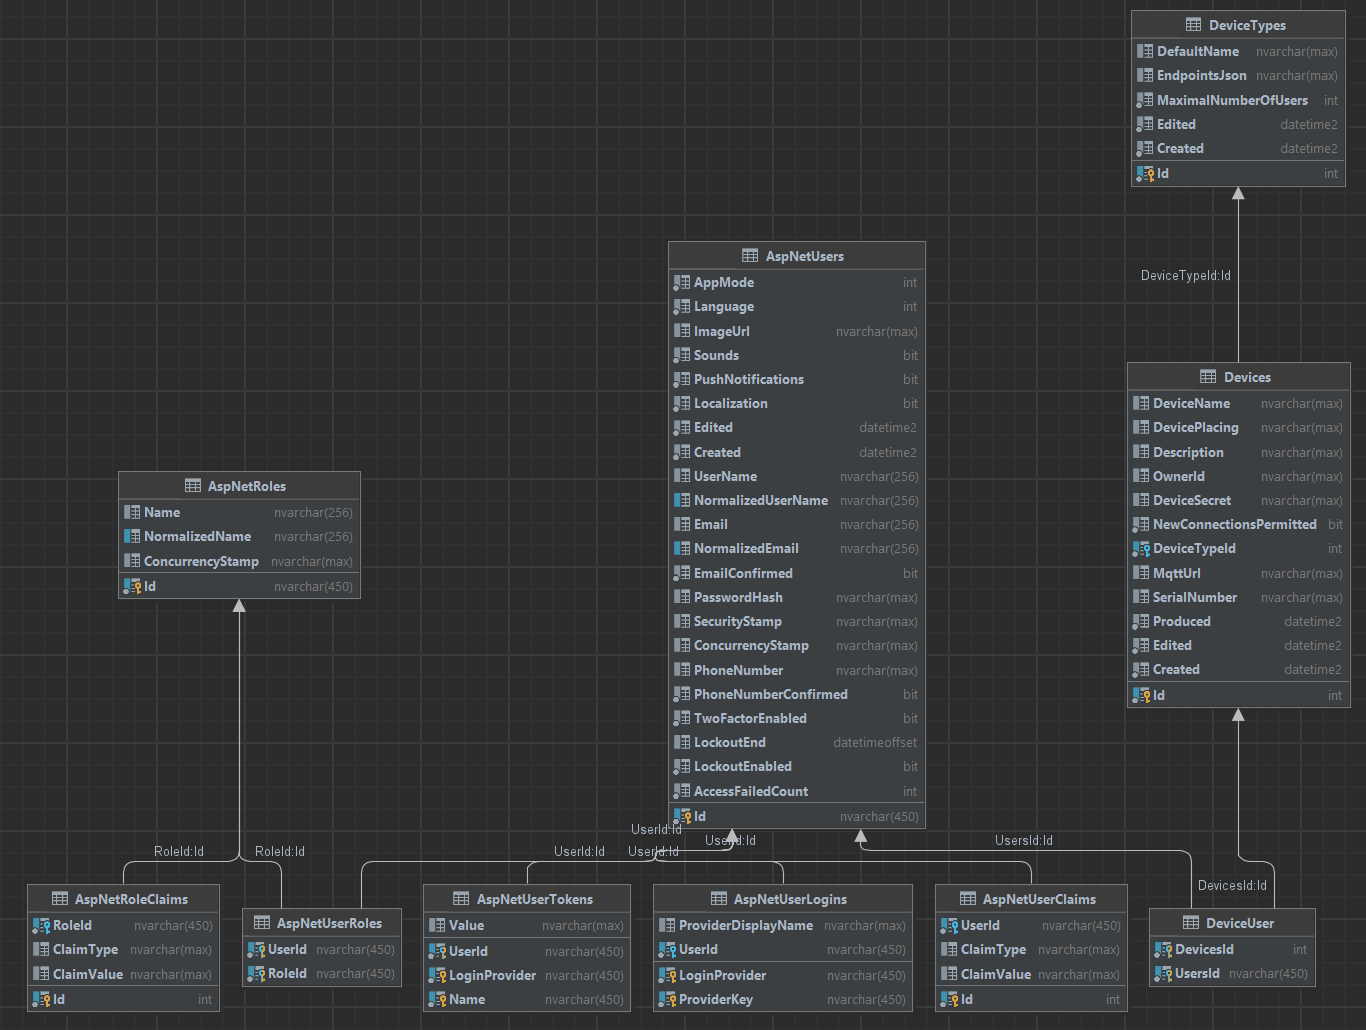 DeviceTypes
DefaultName nvarchar(max)
EndpointsJson nvarchar(max)
MaximalNumberOfUsers int
Edited datetime2
Created datetime2
Id int
DeviceTypeId:Id
AspNetUsers
AppMode int
Language int
ImageUrl nvarchar(max)
Sounds bit
PushNotifications bit
Localization bit
Edited datetime2
Created datetime2
UserName nvarchar(256)
NormalizedUserName nvarchar(256)
Email nvarchar(256)
NormalizedEmail nvarchar(256)
EmailConfirmed bit
PasswordHash nvarchar(max)
SecurityStamp nvarchar(max)
ConcurrencyStamp nvarchar(max)
PhoneNumber nvarchar(max)
PhoneNumberConfirmed bit
TwoFactorEnabled bit
LockoutEnd datetimeoffset
LockoutEnabled bit
AccessFailedCount int
Id nvarchar(450)
Devices
DeviceName nvarchar(max)
DevicePlacing nvarchar(max)
Description nvarchar(max)
OwnerId nvarchar(max)
DeviceSecret nvarchar(max)
NewConnectionsPermitted bit
DeviceTypeId int
MqttUrl nvarchar(max)
SerialNumber nvarchar(max)
Produced datetime2
Edited datetime2
Created datetime2
Id int
AspNetRoles
Name nvarchar(256)
NormalizedName nvarchar(256)
ConcurrencyStamp nvarchar(max)
Id nvarchar(450)
RoleId:Id
RoleId:Id
UserId:Id
UserId:Id
UserId:Id
UserId:Id
UsersId:Id
DevicesId:Id
AspNetRoleClaims
RoleId nvarchar(450)
ClaimType nvarchar(max)
ClaimValue nvarchar(max)
Id int
AspNetUserRoles
UserId nvarchar(450)
RoleId nvarchar(450)
AspNetUserTokens
Value nvarchar(max)
UserId nvarchar(450)
LoginProvider nvarchar(450)
Name nvarchar(450)
AspNetUserLogins
ProviderDisplayName nvarchar(max)
UserId nvarchar(450)
LoginProvider nvarchar(450)
ProviderKey nvarchar(450)
AspNetUserClaims
UserId nvarchar(450)
ClaimType nvarchar(max)
ClaimValue nvarchar(max)
Id int
DeviceUser
DevicesId int
UsersId nvarchar(450)